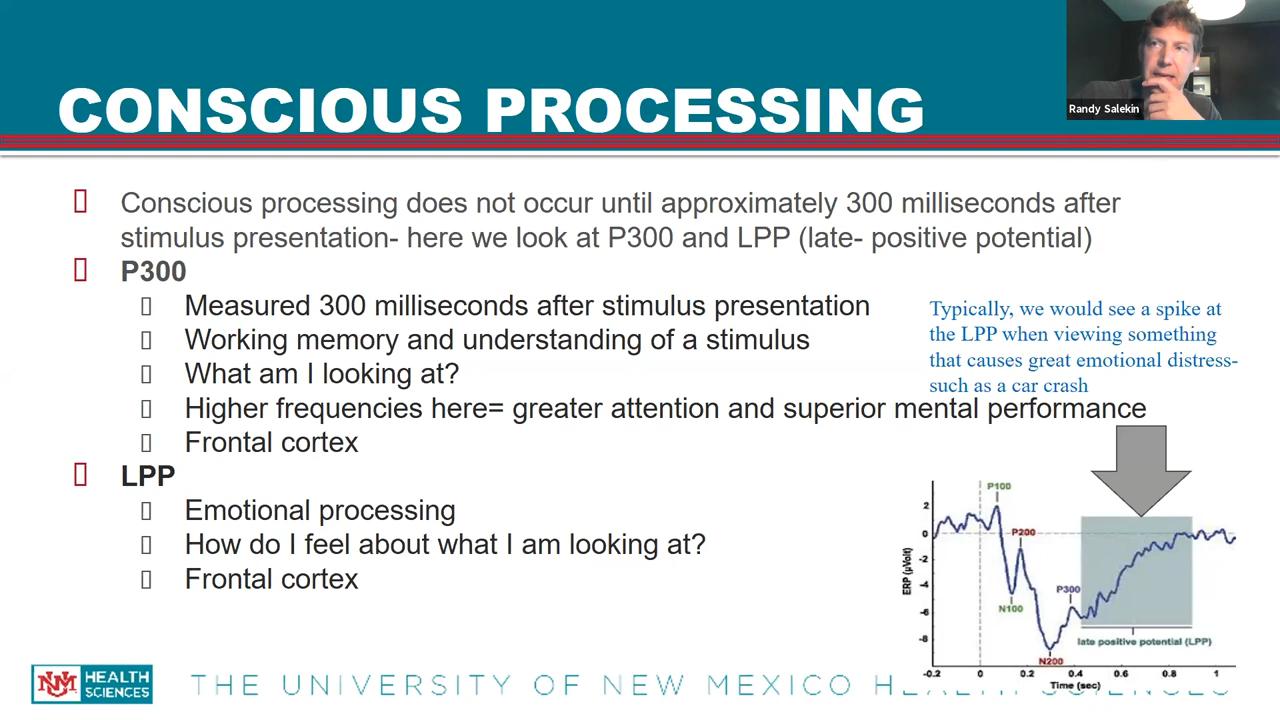 CONSCIOUS PROCESSING
Randy Salekin
Conscious processing does not occur until approximately 300 milliseconds after
stimulus presentation- here we look at P300 and LPP (late- positive potential)
P300
Measured 300 milliseconds after stimulus presentation
Working memory and understanding of a stimulus
What am I looking at?
Higher frequencies here= greater attention and superior mental performance
Frontal cortex
LPP
Emotional processing
How do I feel about what I am looking at?
Frontal cortex
Typically, we would see a spike at
the LPP when viewing something
that causes great emotional distress-
such as a car crash
P100
P200
P300
N100
N200
late positive potential (LPP)
ERP (µVolt)
2
0
-2
-4
-6
-8
-0.2 0 0.2 0.4 0.6 0.8 1
Time (sec)
UNM HEALTH
SCIENCES
THE UNIVERSITY OF NEW MEXICO HEALTH SCIENCES